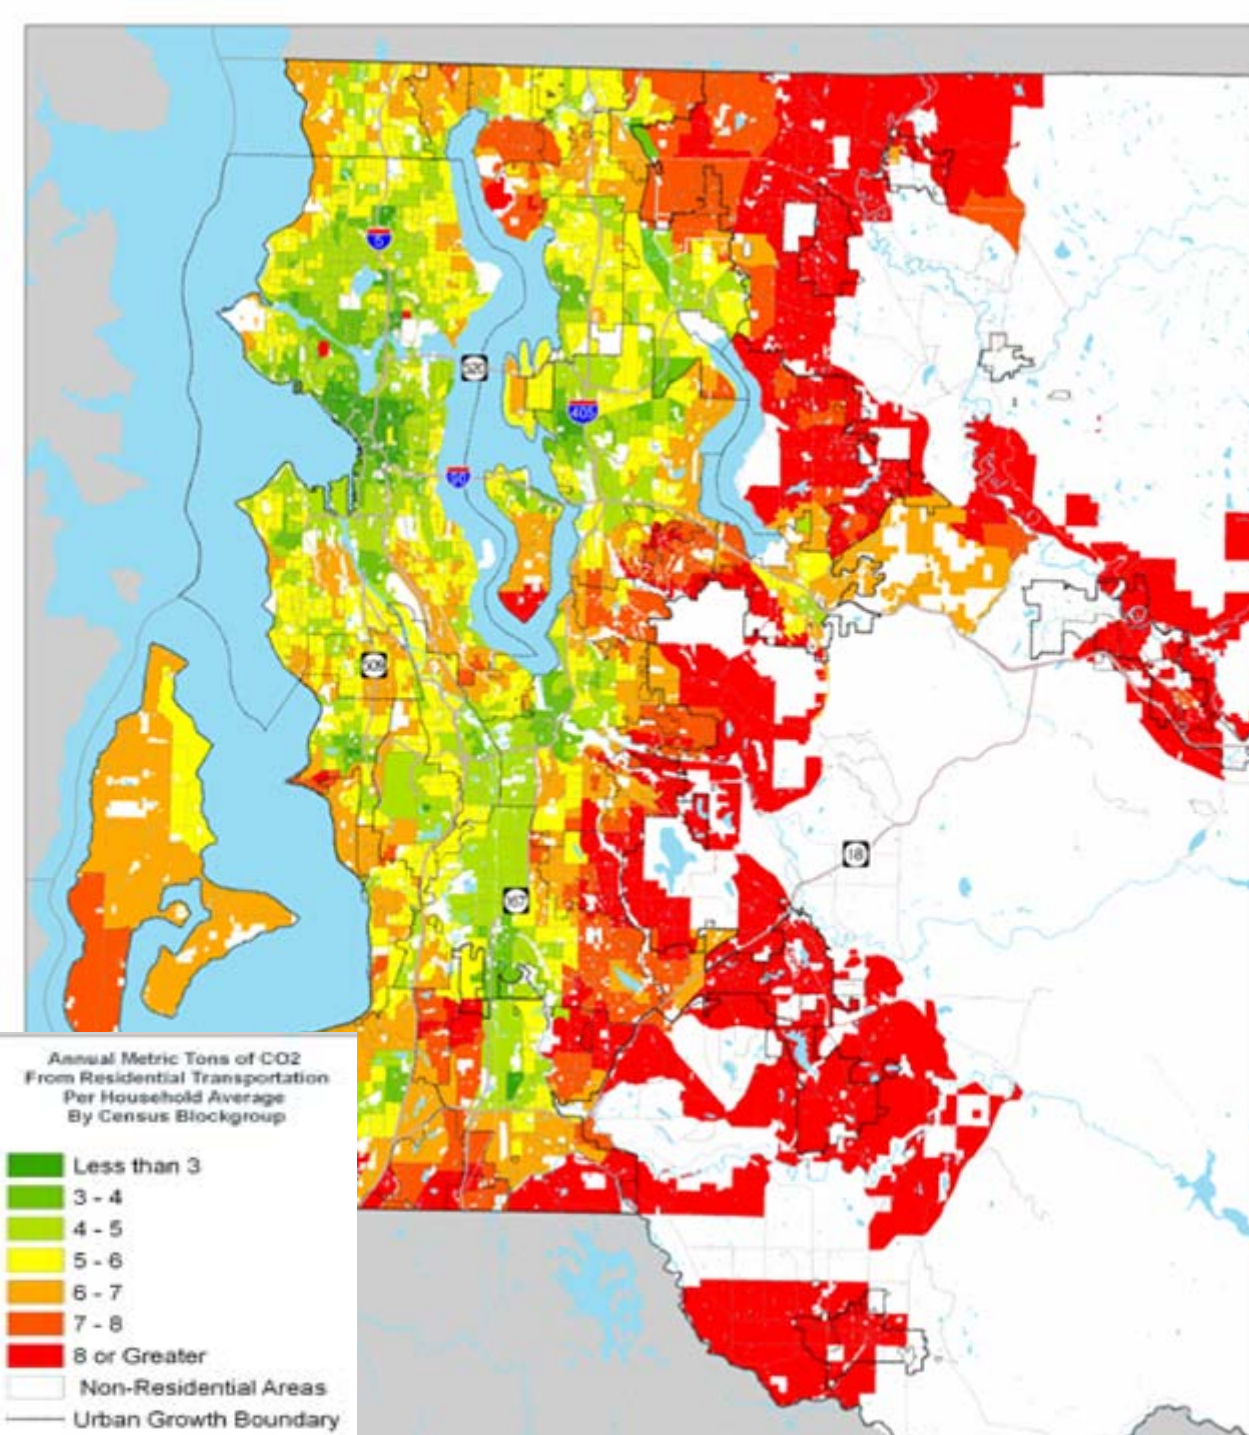 5
520
405
90
509
18
167
Annual Metric Tons of CO2
From Residential Transportation
Per Household Average
By Census Blockgroup
Less than 3
3 - 4
4 - 5
5 - 6
6 - 7
7 - 8
8 or Greater
Non-Residential Areas
Urban Growth Boundary